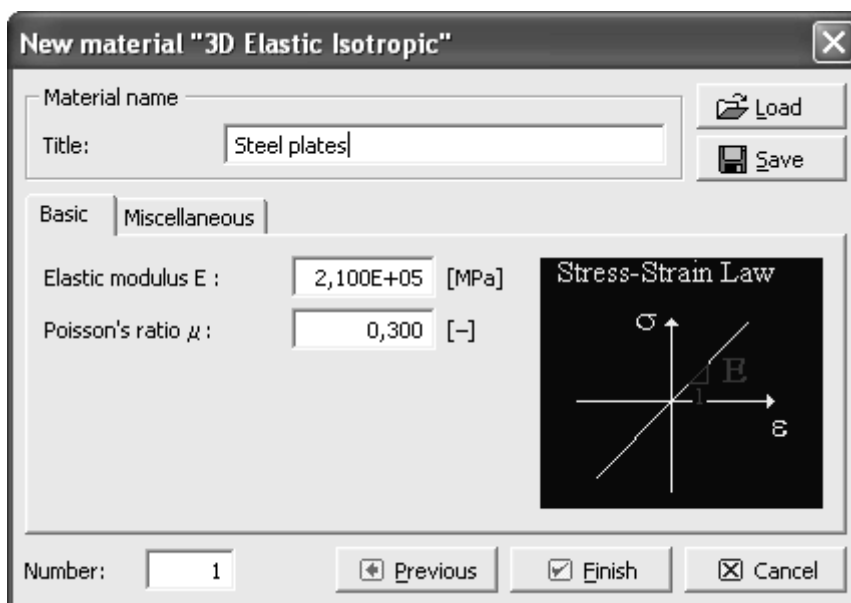 New material "3D Elastic Isotropic"
Material name
Title: Steel plates
Load
Save
Basic Miscellaneous
Elastic modulus E : 2,100E+05 [MPa]
Poisson's ratio μ : 0,300 [-]
Stress-Strain Law
σ
E
1
ε
Number: 1 Previous Finish Cancel